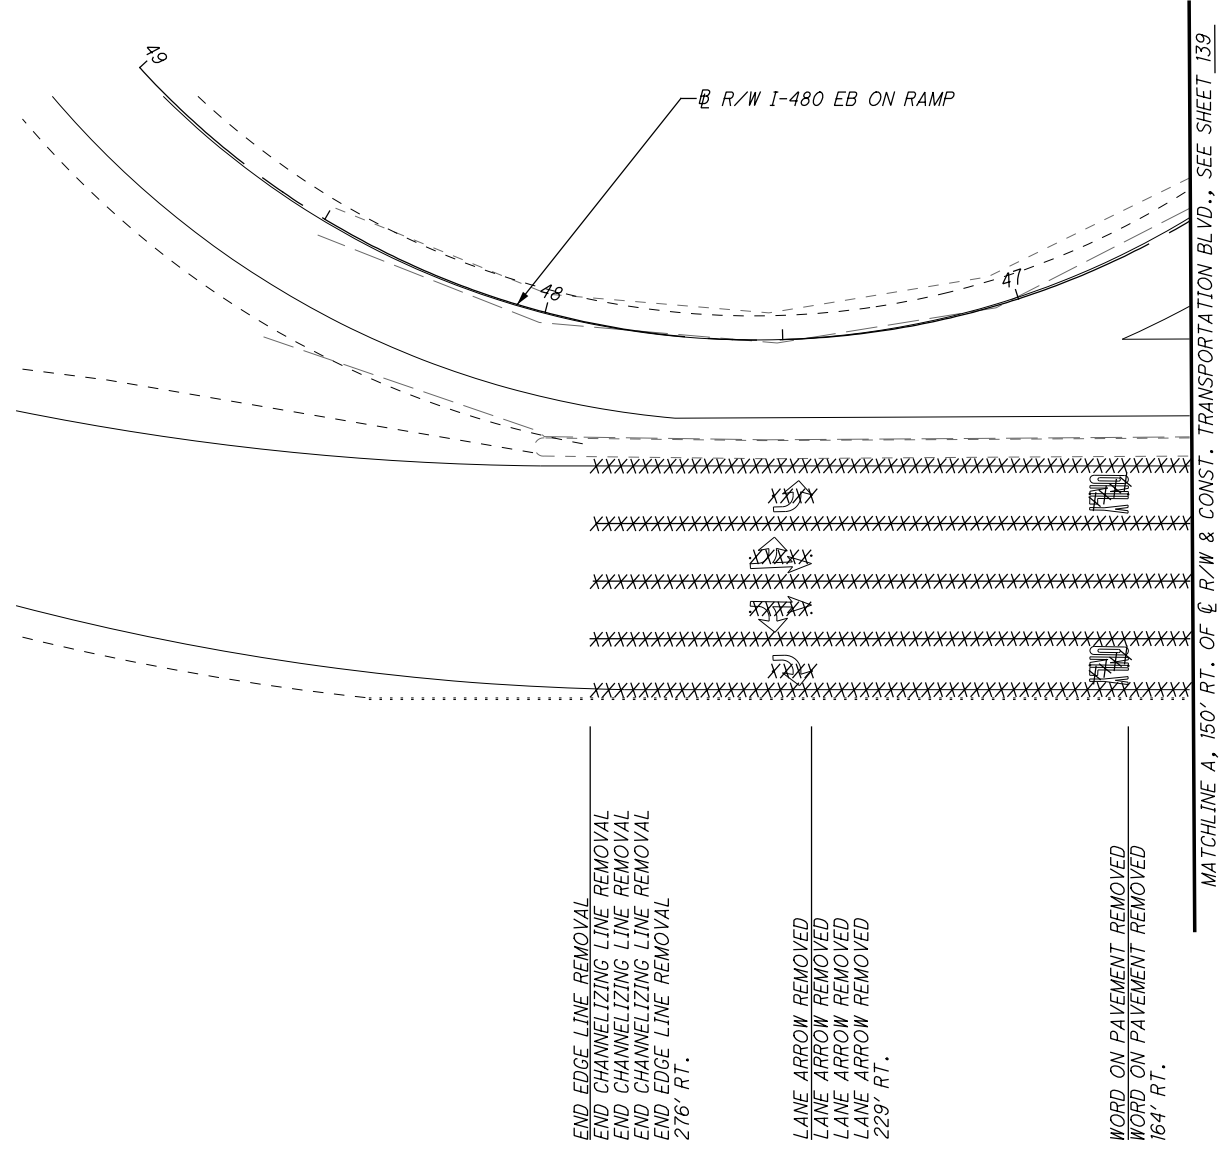 49
℄ R/W I-480 EB ON RAMP
48
47
ONLY
ONLY
END EDGE LINE REMOVAL
END CHANNELIZING LINE REMOVAL
END CHANNELIZING LINE REMOVAL
END CHANNELIZING LINE REMOVAL
END EDGE LINE REMOVAL
276' RT.
LANE ARROW REMOVED
LANE ARROW REMOVED
LANE ARROW REMOVED
LANE ARROW REMOVED
229' RT.
WORD ON PAVEMENT REMOVED
WORD ON PAVEMENT REMOVED
164' RT.
MATCHLINE A, 150' RT. OF ℄ R/W & CONST. TRANSPORTATION BLVD., SEE SHEET 139